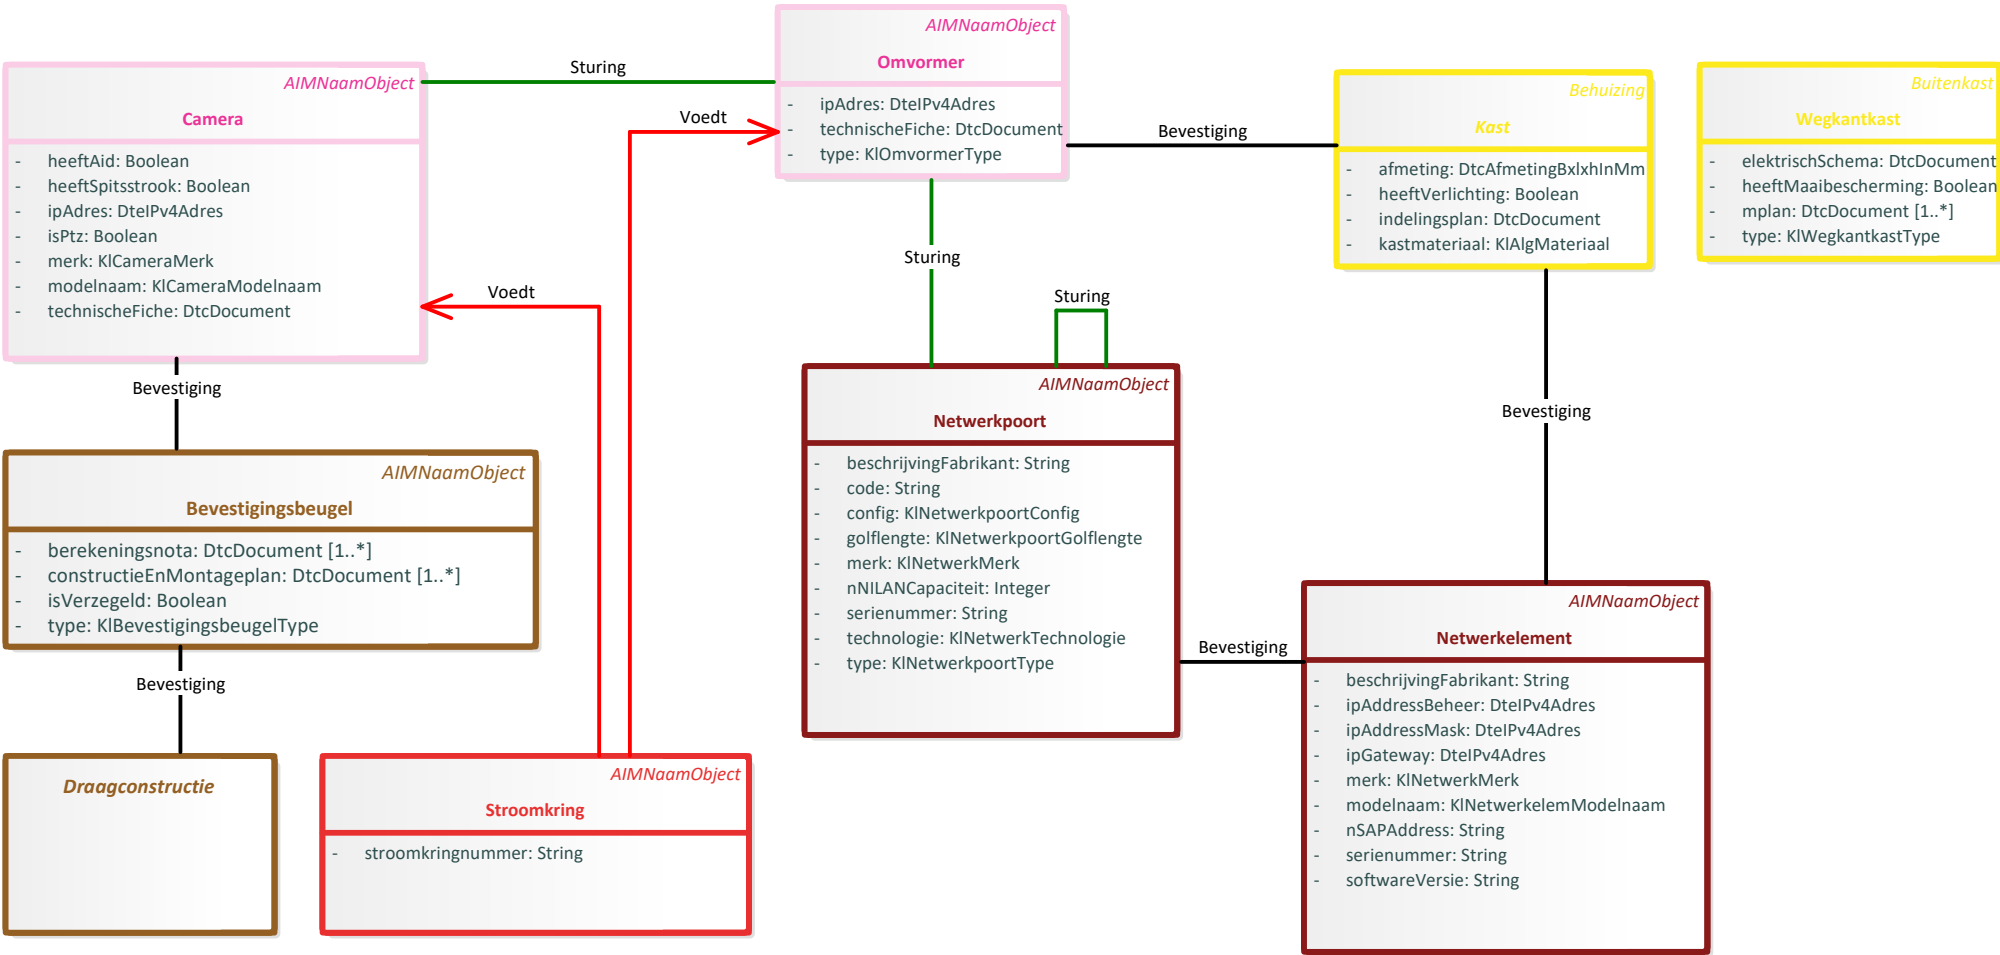 AIMNaamObject
Camera
- heeftAid: Boolean
- heeftSpitsstrook: Boolean
- ipAdres: DteIPv4Adres
- isPtz: Boolean
- merk: KlCameraMerk
- modelnaam: KlCameraModelnaam
- technischeFiche: DtcDocument
Sturing
AIMNaamObject
Omvormer
- ipAdres: DteIPv4Adres
- technischeFiche: DtcDocument
- type: KlOmvormerType
Voedt
Voedt
Bevestiging
Behuizing
Kast
- afmeting: DtcAfmetingBxlxhInMm
- heeftVerlichting: Boolean
- indelingsplan: DtcDocument
- kastmateriaal: KlAlgMateriaal
Buitenkast
Wegkantkast
- elektrischSchema: DtcDocument
- heeftMaaibescherming: Boolean
- mplan: DtcDocument [1..*]
- type: KlWegkantkastType
Sturing
Sturing
Bevestiging
Bevestiging
AIMNaamObject
Bevestigingsbeugel
- berekeningsnota: DtcDocument [1..*]
- constructieEnMontageplan: DtcDocument [1..*]
- isVerzegeld: Boolean
- type: KlBevestigingsbeugelType
AIMNaamObject
Netwerkpoort
- beschrijvingFabrikant: String
- code: String
- config: KlNetwerkpoortConfig
- golflengte: KlNetwerkpoortGolflengte
- merk: KlNetwerkMerk
- nNILANCapaciteit: Integer
- serienummer: String
- technologie: KlNetwerkTechnologie
- type: KlNetwerkpoortType
Bevestiging
AIMNaamObject
Netwerkelement
- beschrijvingFabrikant: String
- ipAddressBeheer: DteIPv4Adres
- ipAddressMask: DteIPv4Adres
- ipGateway: DteIPv4Adres
- merk: KlNetwerkMerk
- modelnaam: KlNetwerkelemModelnaam
- nSAPAddress: String
- serienummer: String
- softwareVersie: String
Bevestiging
Draagconstructie
AIMNaamObject
Stroomkring
- stroomkringnummer: String